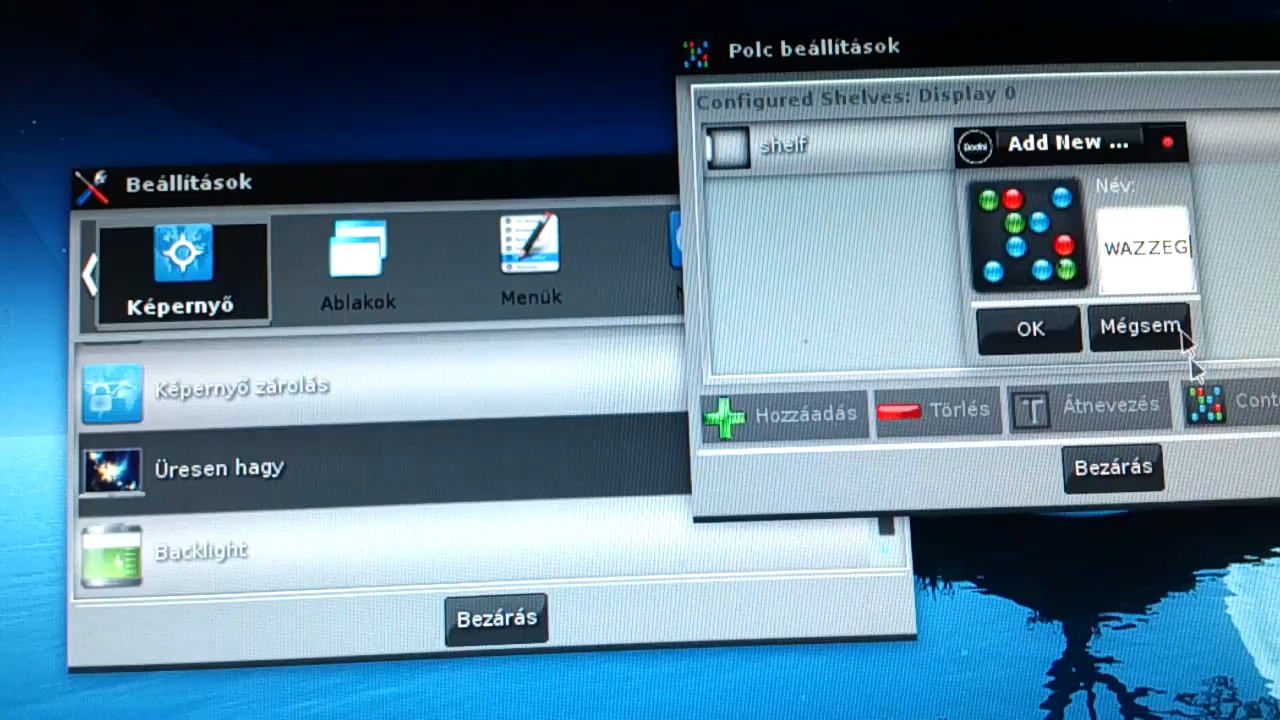 Polc beállítások
Configured Shelves: Display 0
shelf
Bodhi
Add New ...
Név:
WAZZEG
OK
Mégsem
Hozzáadás
Törlés
T
Átnevezés
Bezárás
Beállítások
Képernyő
Ablakok
Menük
Képernyő zárolás
Üresen hagy
Backlight
Bezárás